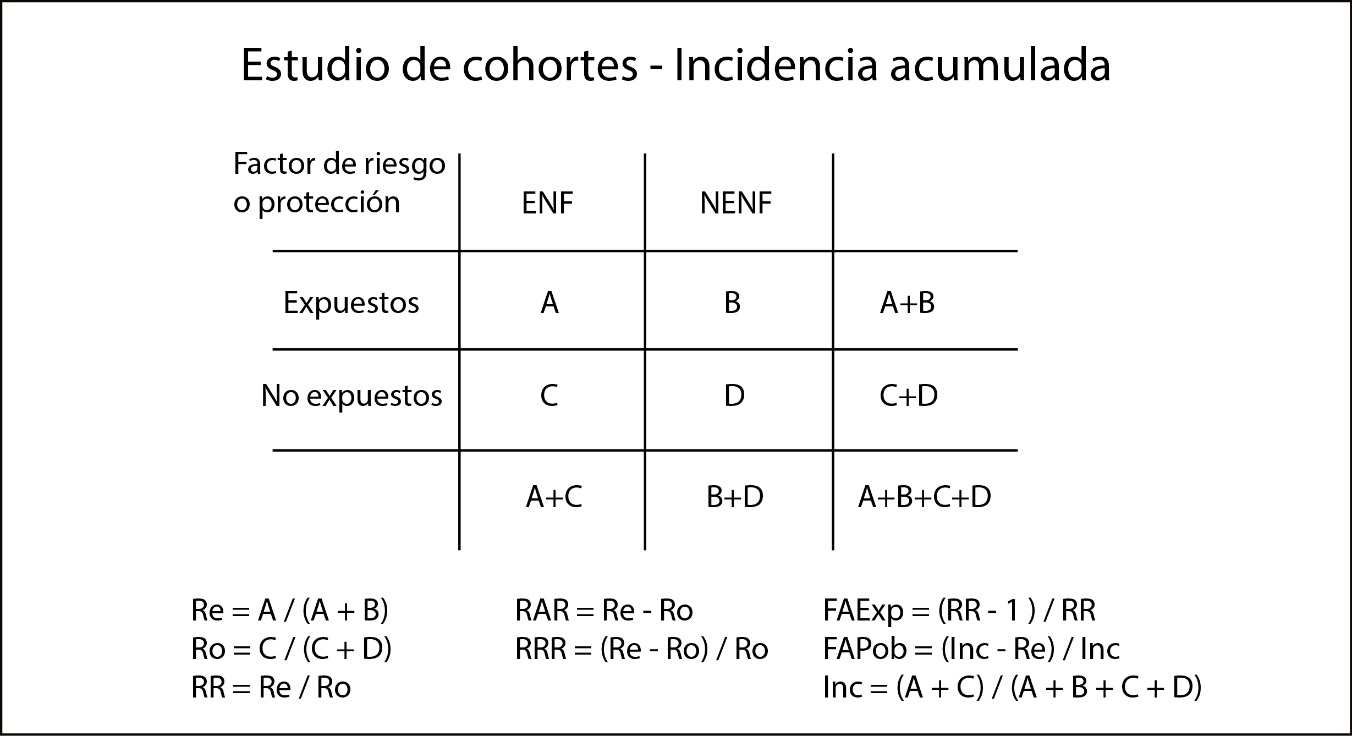 Estudio de cohortes - Incidencia acumulada
Factor de riesgo
o protección
ENF
NENF
Expuestos
A
B
A+B
No expuestos
C
D
C+D
A+C
B+D
A+B+C+D
Re = A / (A + B)
Ro = C / (C + D)
RR = Re / Ro
RAR = Re - Ro
RRR = (Re - Ro) / Ro
FAExp = (RR - 1 ) / RR
FAPob = (Inc - Re) / Inc
Inc = (A + C) / (A + B + C + D)